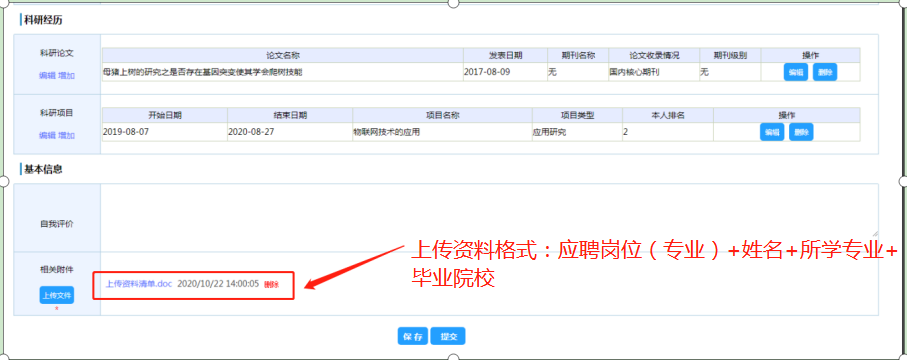 科研经历
科研论文
编辑 增加
论文名称 发表日期 期刊名称 论文收录情况 期刊级别 操作
母猪上树的研究之是否存在基因突变使其学会爬树技能 2017-08-09 无 国内核心期刊 无 编辑 删除
科研项目
编辑 增加
开始日期 结束日期 项目名称 项目类型 本人排名 操作
2019-08-07 2020-08-27 物联网技术的应用 应用研究 2 编辑 删除
基本信息
自我评价
相关附件
上传文件
*
上传资料清单.doc 2020/10/22 14:00:05 删除
上传资料格式：应聘岗位（专业）+姓名+所学专业+
毕业院校
保存 提交